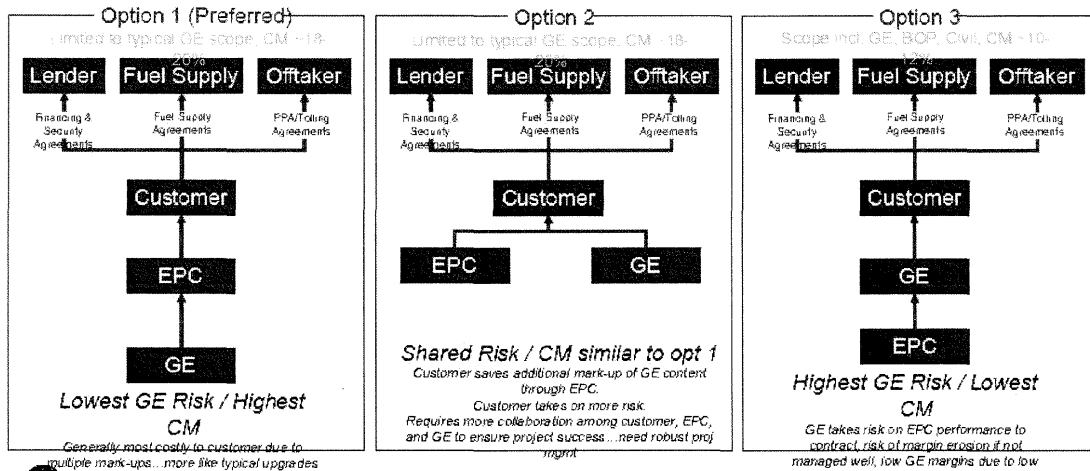 Option 1 (Preferred)
Limited to typical GE scope, CM ~18-
20%
Lender
Fuel Supply
Offtaker
Financing &
Security
Agreements
Fuel Supply
Agreements
PPA/Tolling
Agreements
Customer
EPC
GE
Lowest GE Risk / Highest
CM
Generally most costly to customer due to
multiple mark-ups...more like typical upgrades
Option 2
Limited to typical GE scope, CM ~18-
20%
Lender
Fuel Supply
Offtaker
Financing &
Security
Agreements
Fuel Supply
Agreements
PPA/Tolling
Agreements
Customer
EPC
GE
Shared Risk / CM similar to opt 1
Customer saves additional mark-up of GE content
through EPC.
Customer takes on more risk.
Requires more collaboration among customer, EPC,
and GE to ensure project success...need robust proj
mgmt
Option 3
Scope incl. GE, BOP, Civil, CM ~10-
12%
Lender
Fuel Supply
Offtaker
Financing &
Security
Agreements
Fuel Supply
Agreements
PPA/Tolling
Agreements
Customer
GE
EPC
Highest GE Risk / Lowest
CM
GE takes risk on EPC performance to
contract, risk of margin erosion if not
managed well, low GE margins due to low